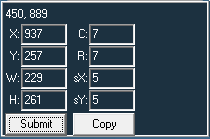 450, 889
X: 937 C: 7
Y: 257 R: 7
W: 229 sX: 5
H: 261 sY: 5
Submit Copy